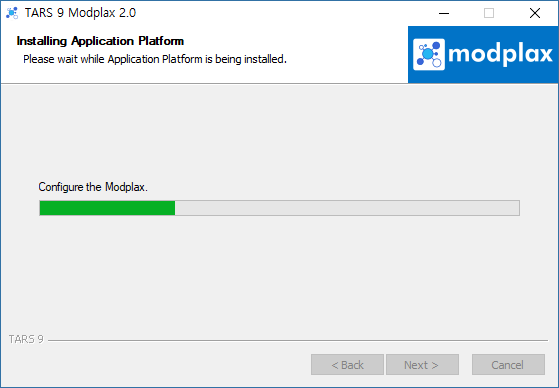 TARS 9 Modplax 2.0
Installing Application Platform
Please wait while Application Platform is being installed.
modplax
Configure the Modplax.
TARS 9
< Back
Next >
Cancel